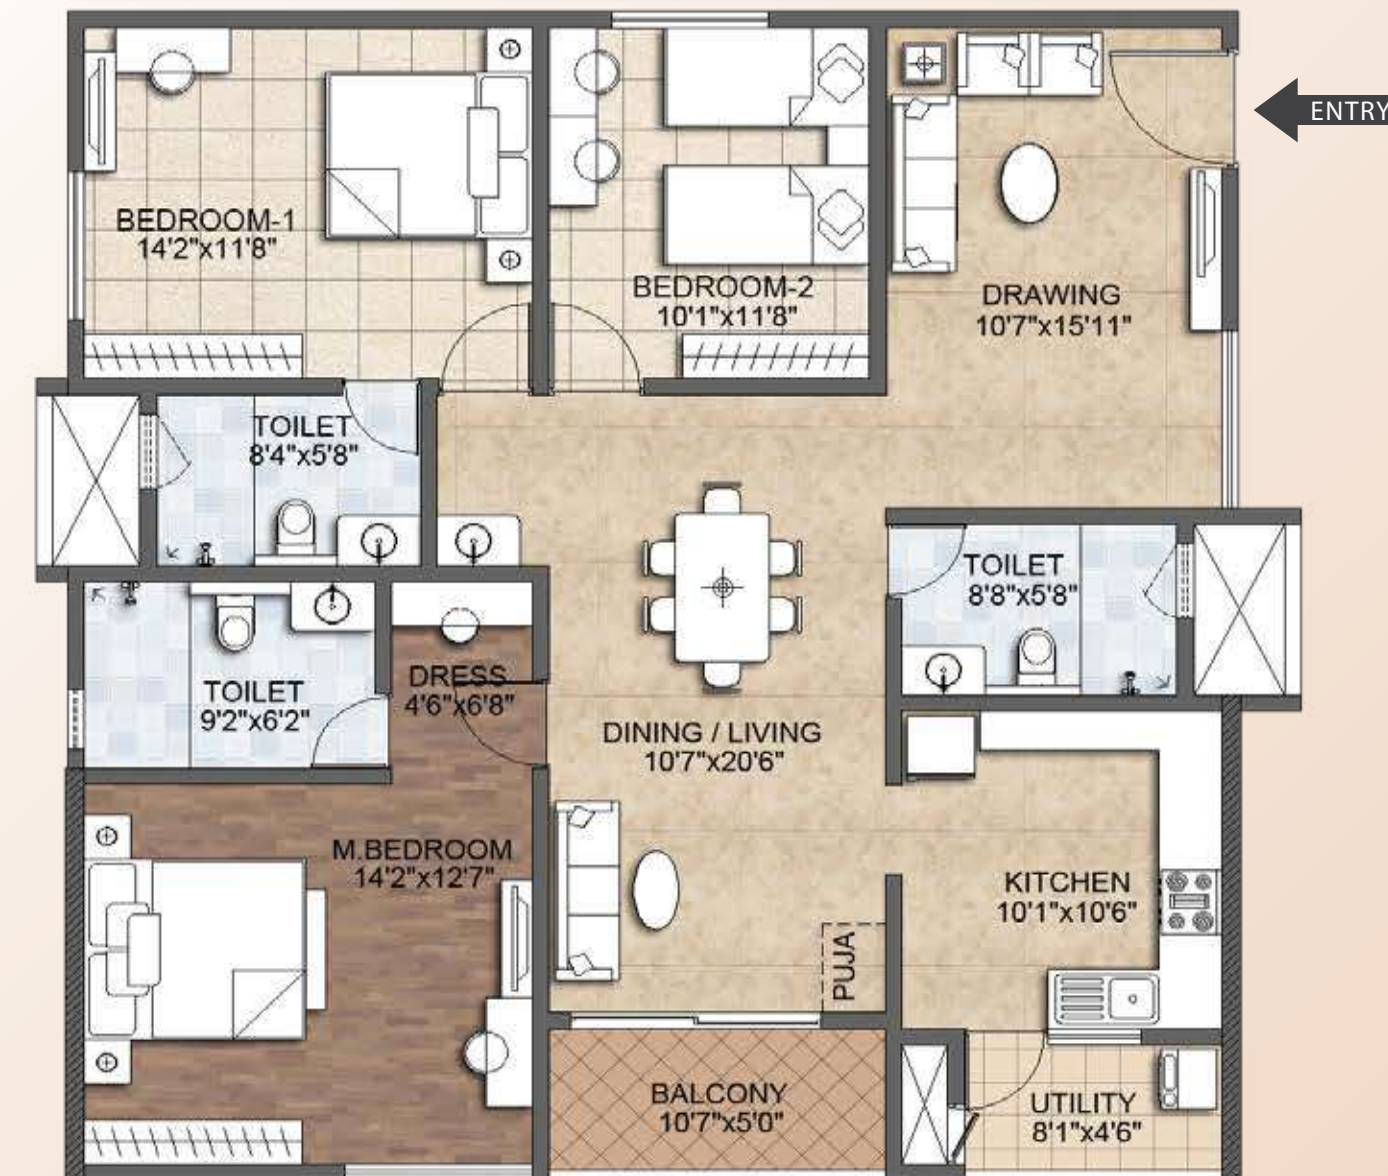 ENTRY
BEDROOM-1
14'2"x11'8"
BEDROOM-2
10'1"x11'8"
DRAWING
10'7"x15'11"
TOILET
8'4"x5'8"
TOILET
8'8"x5'8"
TOILET
9'2"x6'2"
DRESS
4'6"x6'8"
DINING / LIVING
10'7"x20'6"
M.BEDROOM
14'2"x12'7"
KITCHEN
10'1"x10'6"
PUJA
BALCONY
10'7"x5'0"
UTILITY
8'1"x4'6"